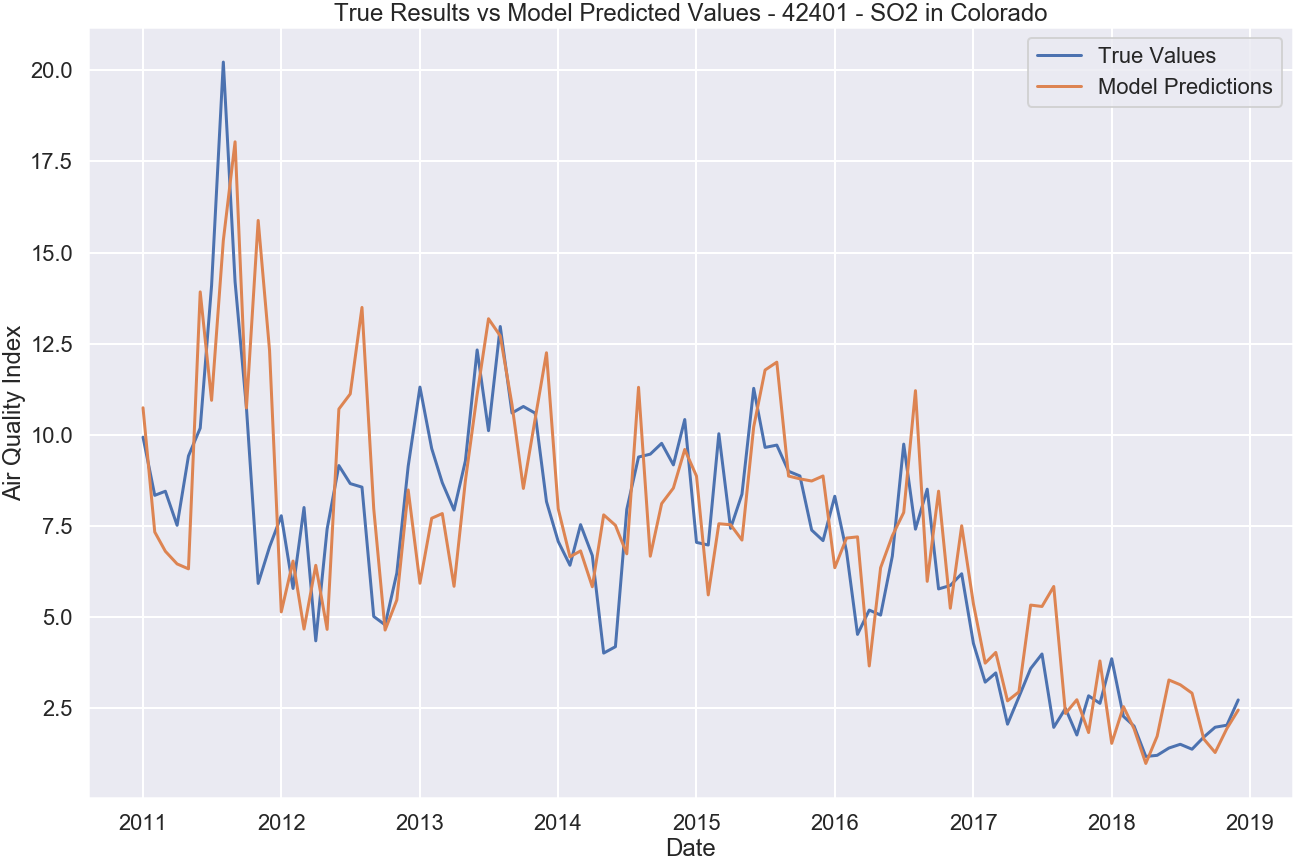 True Results vs Model Predicted Values - 42401 - SO2 in Colorado
True Values
Model Predictions
Air Quality Index
20.0
17.5
15.0
12.5
10.0
7.5
5.0
2.5
2011 2012 2013 2014 2015 2016 2017 2018 2019
Date